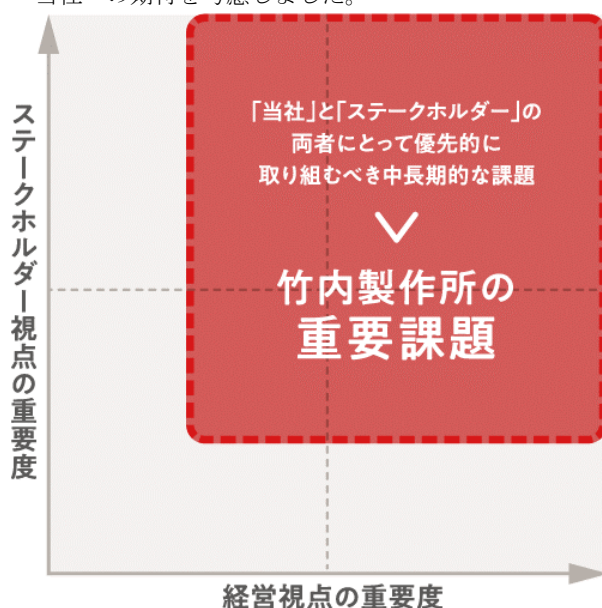 「当社」と「ステークホルダー」の
両者にとって優先的に
取り組むべき中長期的な課題
竹内製作所の
重要課題
ステークホルダー視点の重要度
経営視点の重要度